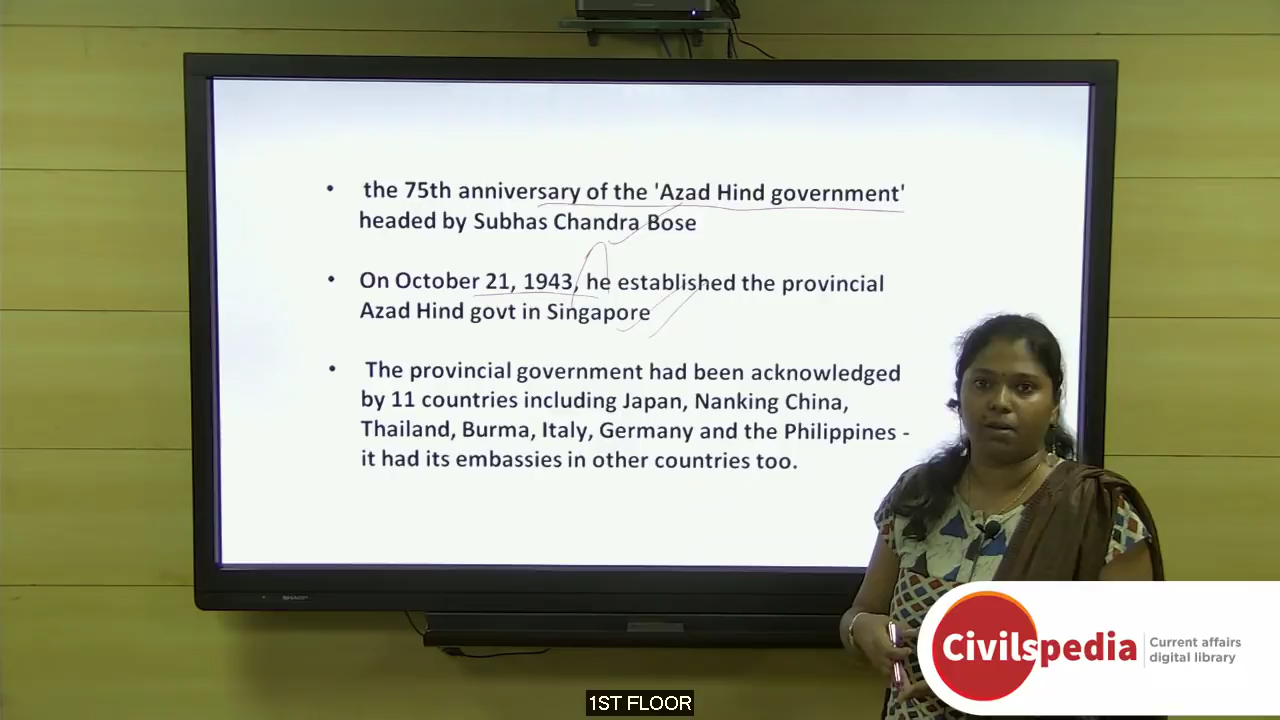 • the 75th anniversary of the 'Azad Hind government'
headed by Subhas Chandra Bose
• On October 21, 1943, he established the provincial
Azad Hind govt in Singapore
• The provincial government had been acknowledged
by 11 countries including Japan, Nanking China,
Thailand, Burma, Italy, Germany and the Philippines -
it had its embassies in other countries too.
SHARP
Civilspedia
Current affairs
digital library
1ST FLOOR